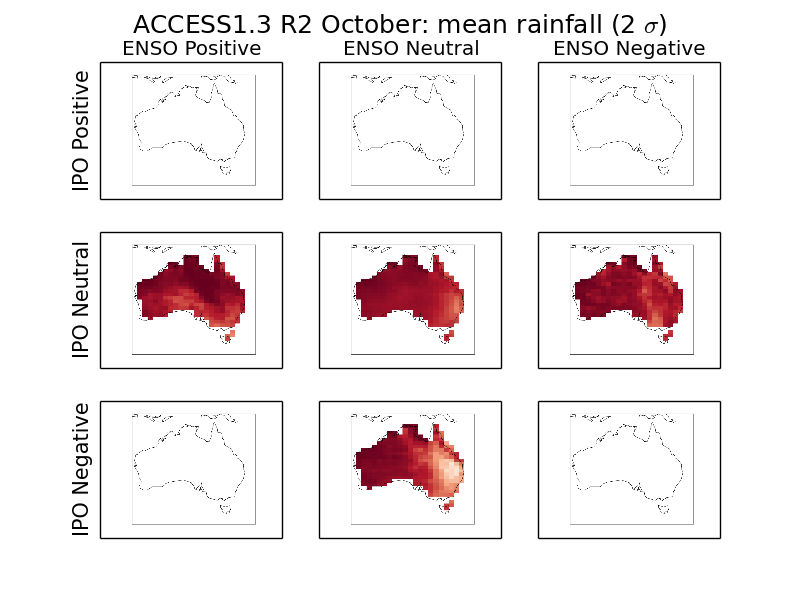 ACCESS1.3 R2 October: mean rainfall (2 σ)
ENSO Positive
ENSO Neutral
ENSO Negative
IPO Positive
IPO Neutral
IPO Negative